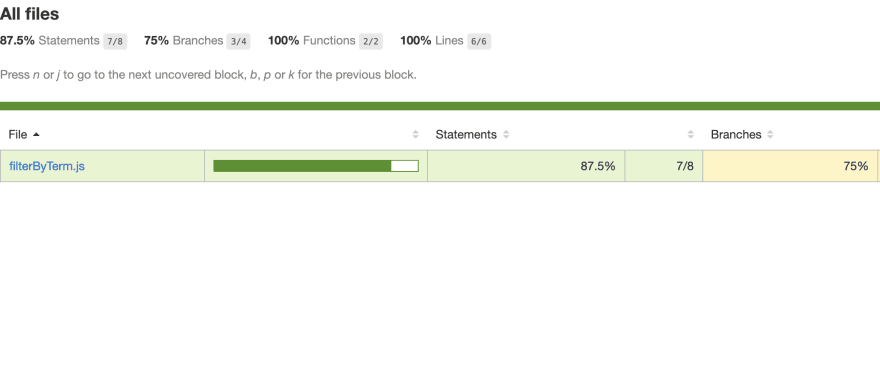 All files
87.5% Statements 7/8 75% Branches 3/4 100% Functions 2/2 100% Lines 6/6
Press n or j to go to the next uncovered block, b, p or k for the previous block.
File Statements Branches
filterByTerm.js 87.5% 7/8 75%